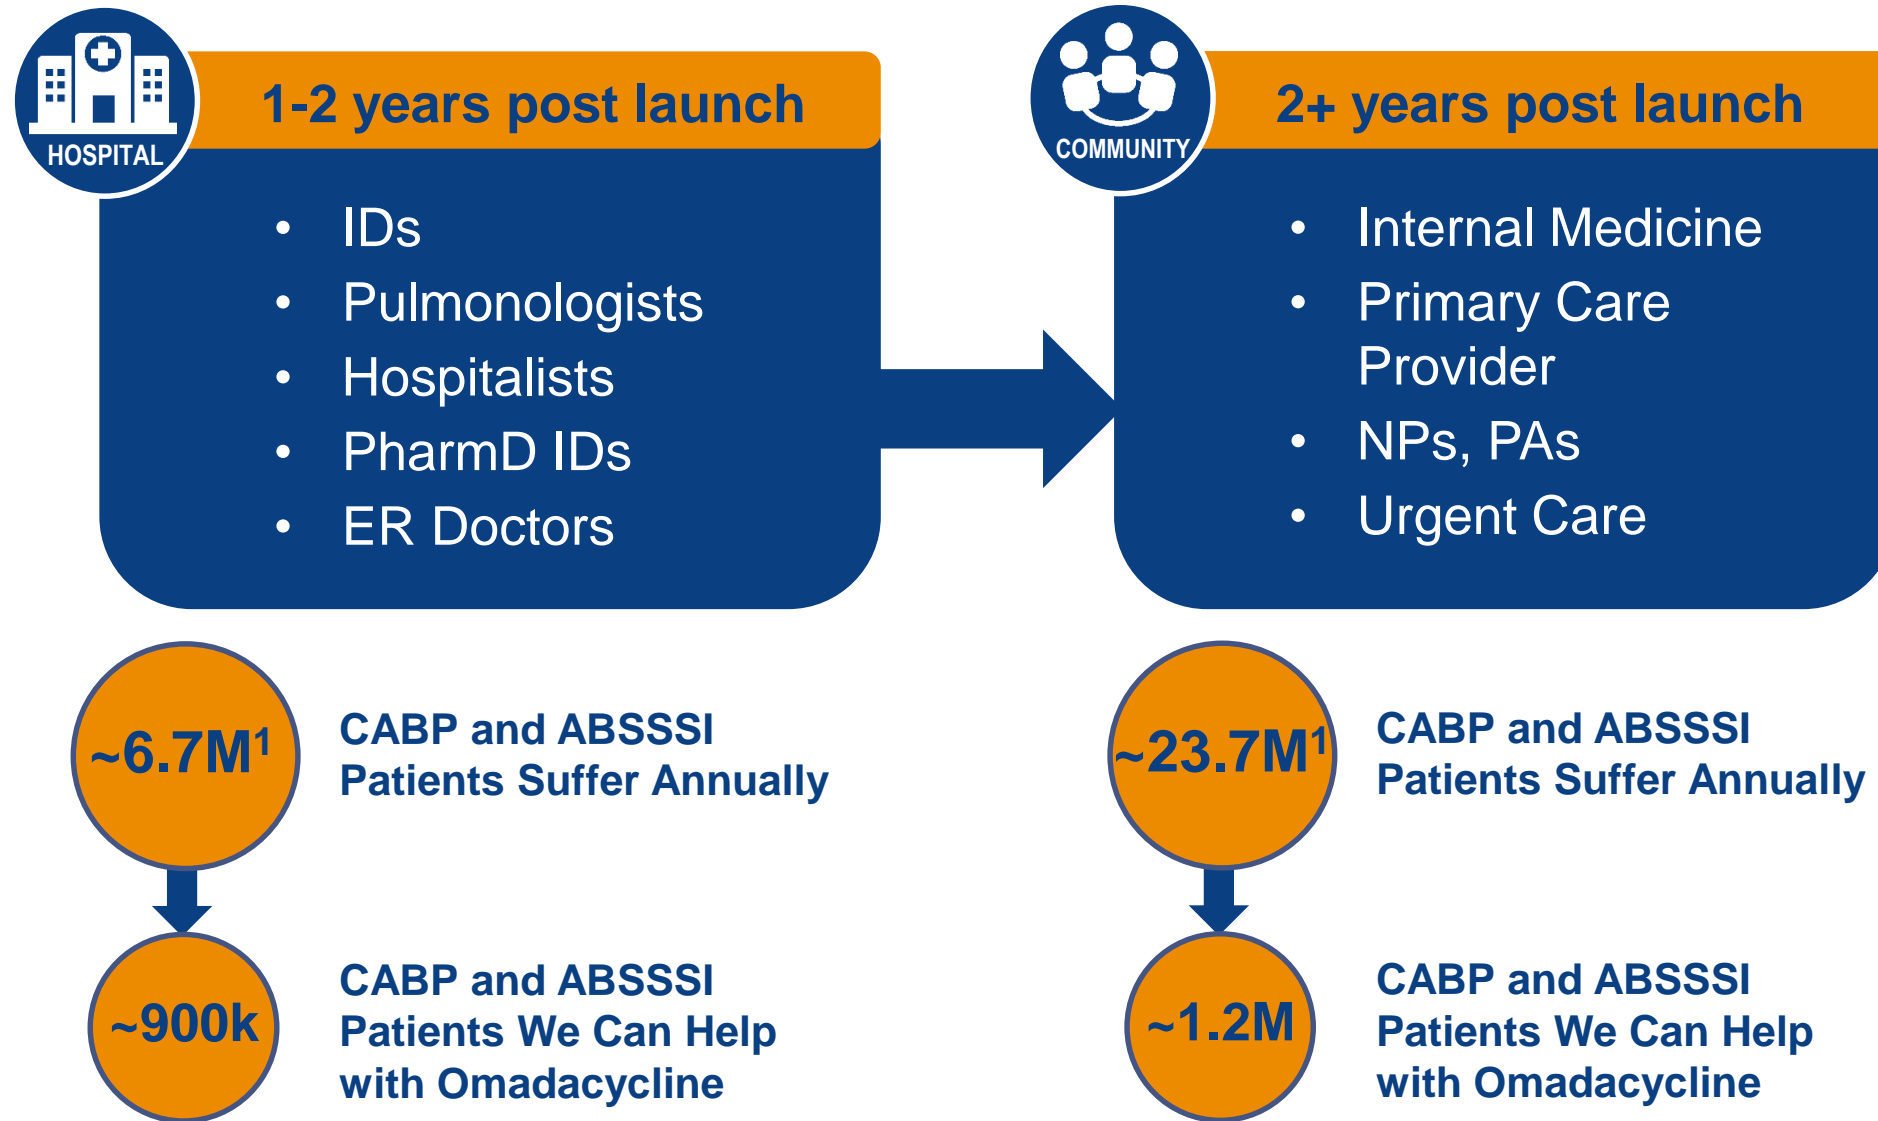 HOSPITAL
1-2 years post launch
• IDs
• Pulmonologists
• Hospitalists
• PharmD IDs
• ER Doctors
~6.7M¹
CABP and ABSSSI
Patients Suffer Annually
~900k
CABP and ABSSSI
Patients We Can Help
with Omadacycline
COMMUNITY
2+ years post launch
• Internal Medicine
• Primary Care
Provider
• NPs, PAs
• Urgent Care
~23.7M¹
CABP and ABSSSI
Patients Suffer Annually
~1.2M
CABP and ABSSSI
Patients We Can Help
with Omadacycline